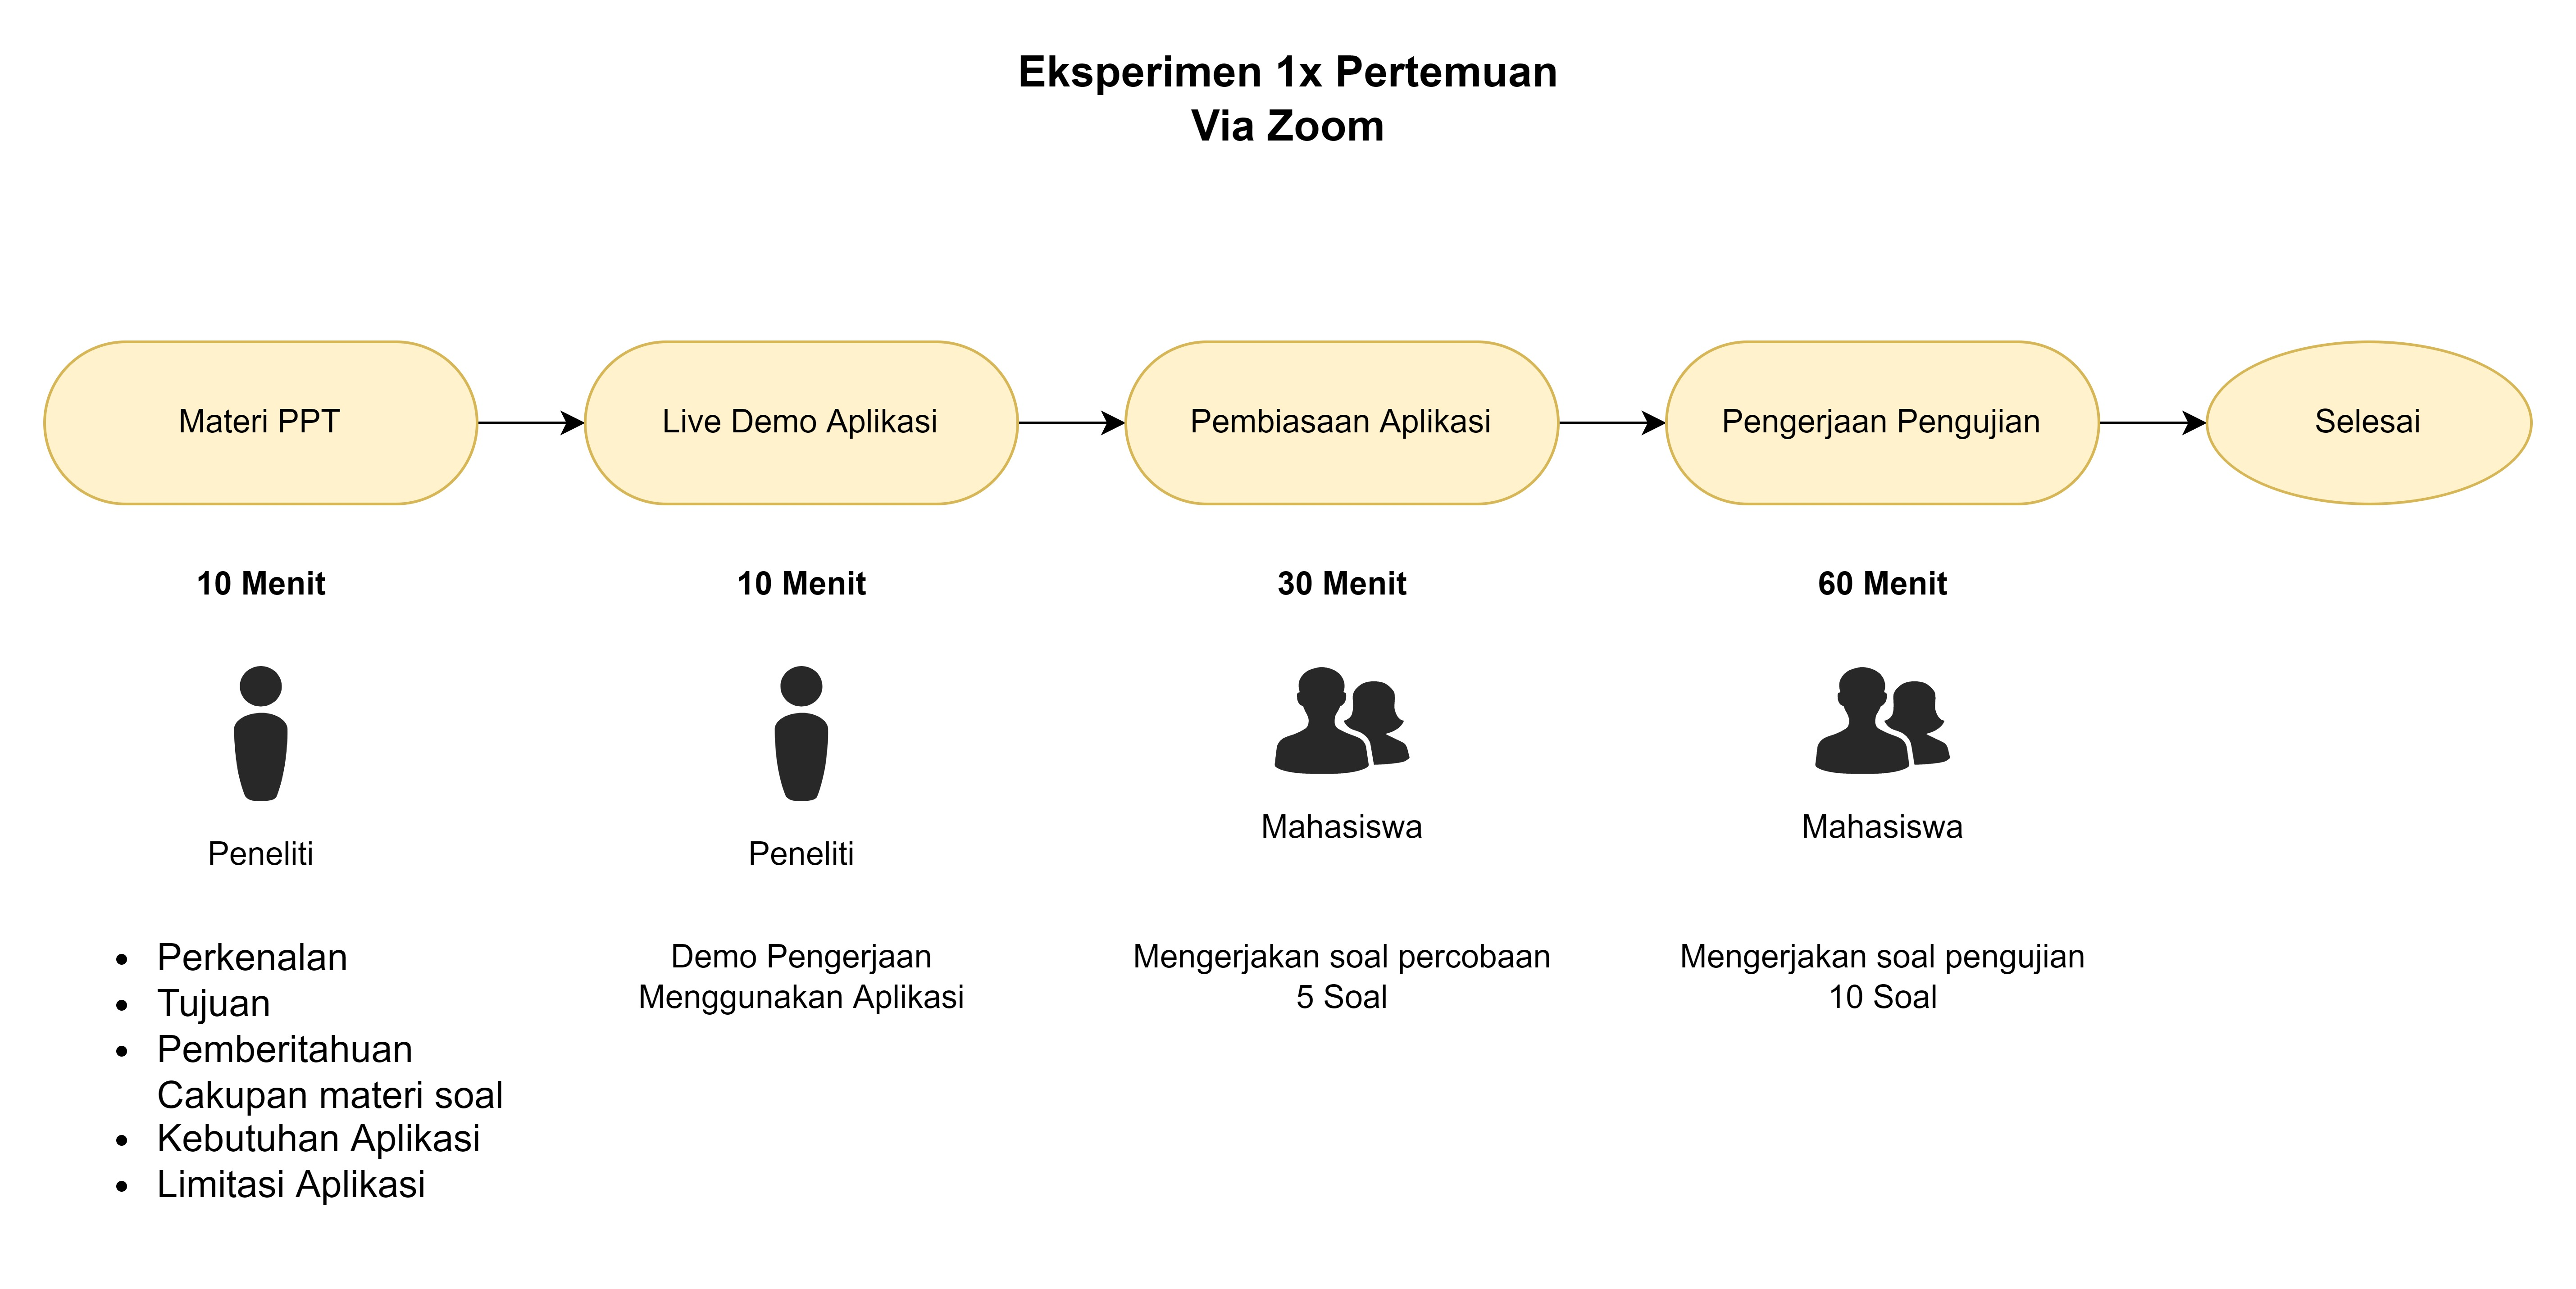 Eksperimen 1x Pertemuan
Via Zoom
Materi PPT
Live Demo Aplikasi
Pembiasaan Aplikasi
Pengerjaan Pengujian
Selesai
10 Menit
10 Menit
30 Menit
60 Menit
Peneliti
Peneliti
Mahasiswa
Mahasiswa
• Perkenalan
• Tujuan
• Pemberitahuan
Cakupan materi soal
• Kebutuhan Aplikasi
• Limitasi Aplikasi
Demo Pengerjaan
Menggunakan Aplikasi
Mengerjakan soal percobaan
5 Soal
Mengerjakan soal pengujian
10 Soal